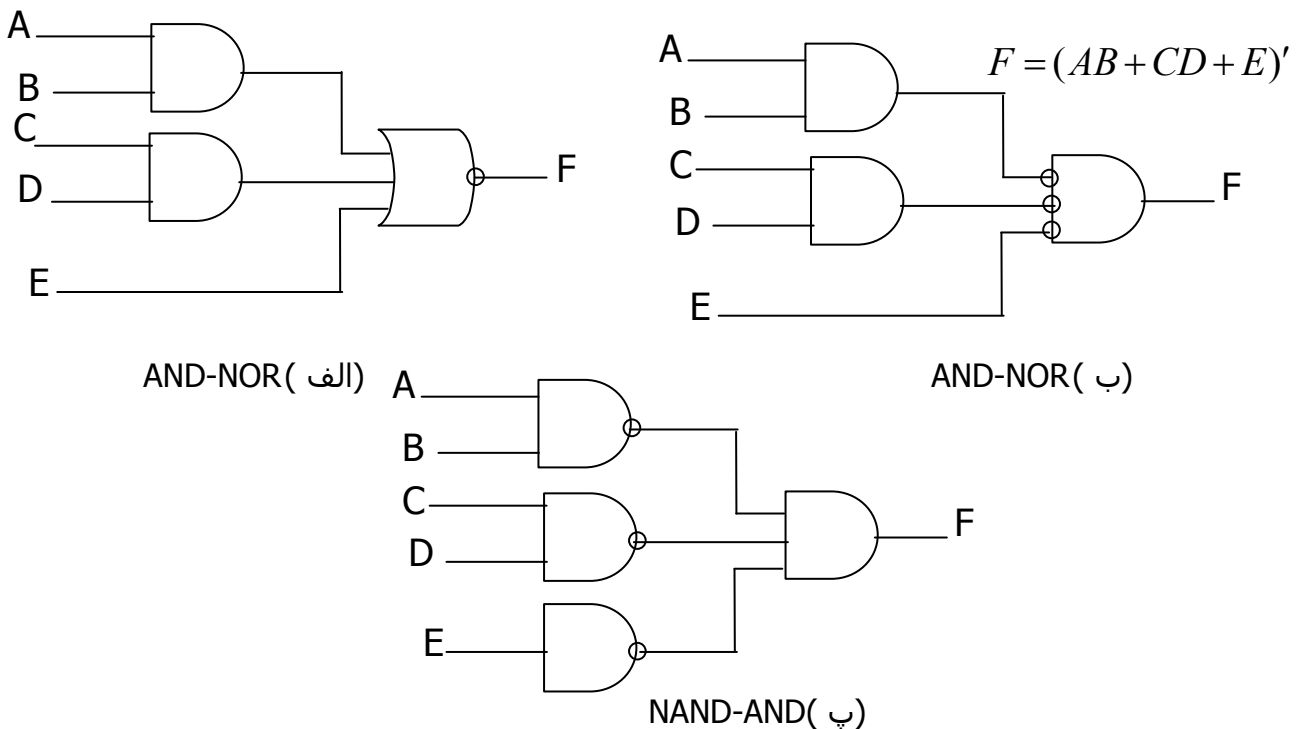 A
B
C
D
E
F
AND-NOR( الف)
A
B
C
D
E
F = (AB + CD + E)′
F
AND-NOR( ب)
A
B
C
D
E
F
NAND-AND( پ)